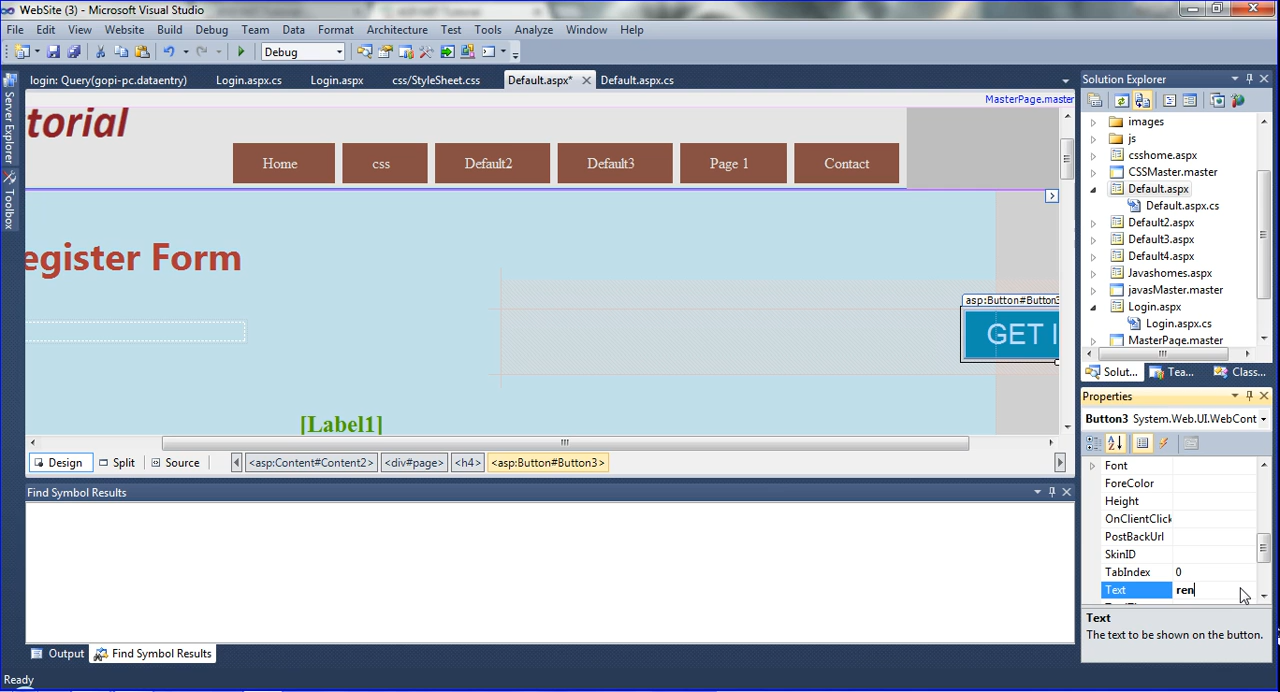 WebSite (3) - Microsoft Visual Studio
File Edit View Website Build Debug Team Data Format Architecture Test Tools Analyze Window Help
Debug
login: Query(gopi-pc.dataentry) Login.aspx.cs Login.aspx css/StyleSheet.css Default.aspx* Default.aspx.cs
MasterPage.master
torial
Home css Default2 Default3 Page 1 Contact
egister Form
asp:Button#Button3
GET I
[Label1]
Design Split Source <asp:Content#Content2> <div#page> <h4> <asp:Button#Button3>
Find Symbol Results
Output Find Symbol Results
Ready
Server Explorer
Toolbox
Solution Explorer
images
js
csshome.aspx
CSSMaster.master
Default.aspx
Default.aspx.cs
Default2.aspx
Default3.aspx
Default4.aspx
Javashomes.aspx
javasMaster.master
Login.aspx
Login.aspx.cs
MasterPage.master
Solut... Tea... Class...
Properties
Button3 System.Web.UI.WebCont
Font
ForeColor
Height
OnClientClick
PostBackUrl
SkinID
TabIndex 0
Text ren
Text
The text to be shown on the button.